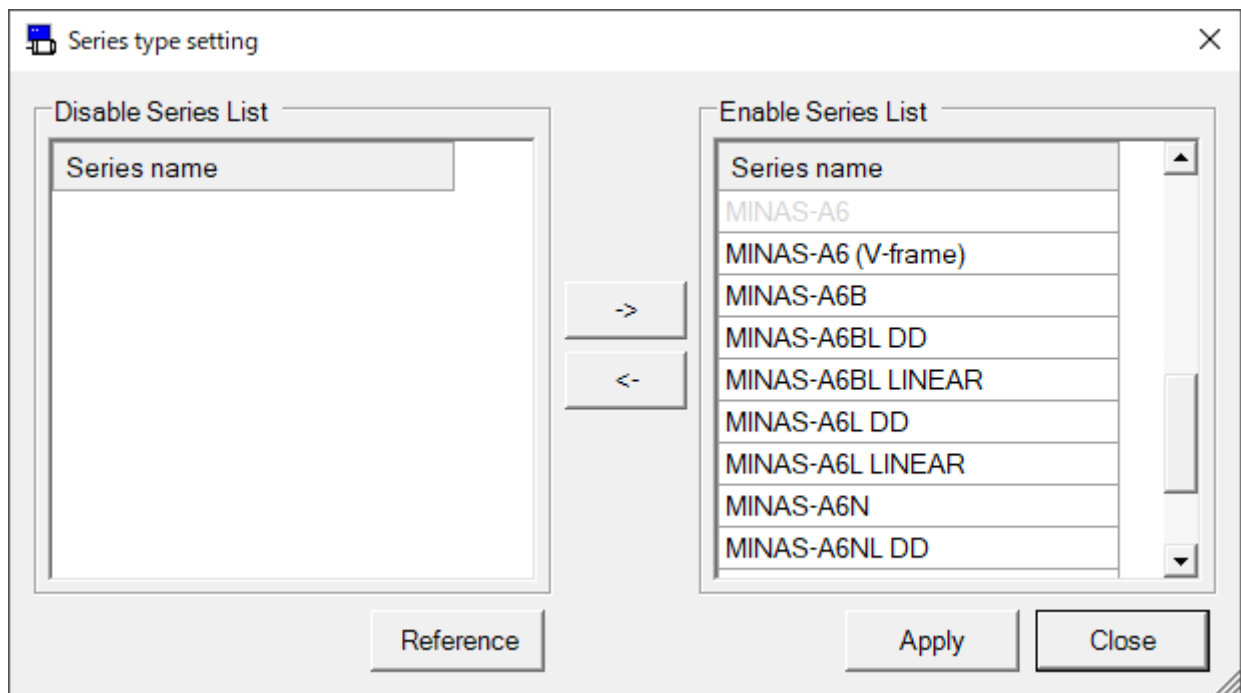 Series type setting
Disable Series List
Series name
->
<-
Enable Series List
Series name
MINAS-A6
MINAS-A6 (V-frame)
MINAS-A6B
MINAS-A6BL DD
MINAS-A6BL LINEAR
MINAS-A6L DD
MINAS-A6L LINEAR
MINAS-A6N
MINAS-A6NL DD
Reference
Apply
Close